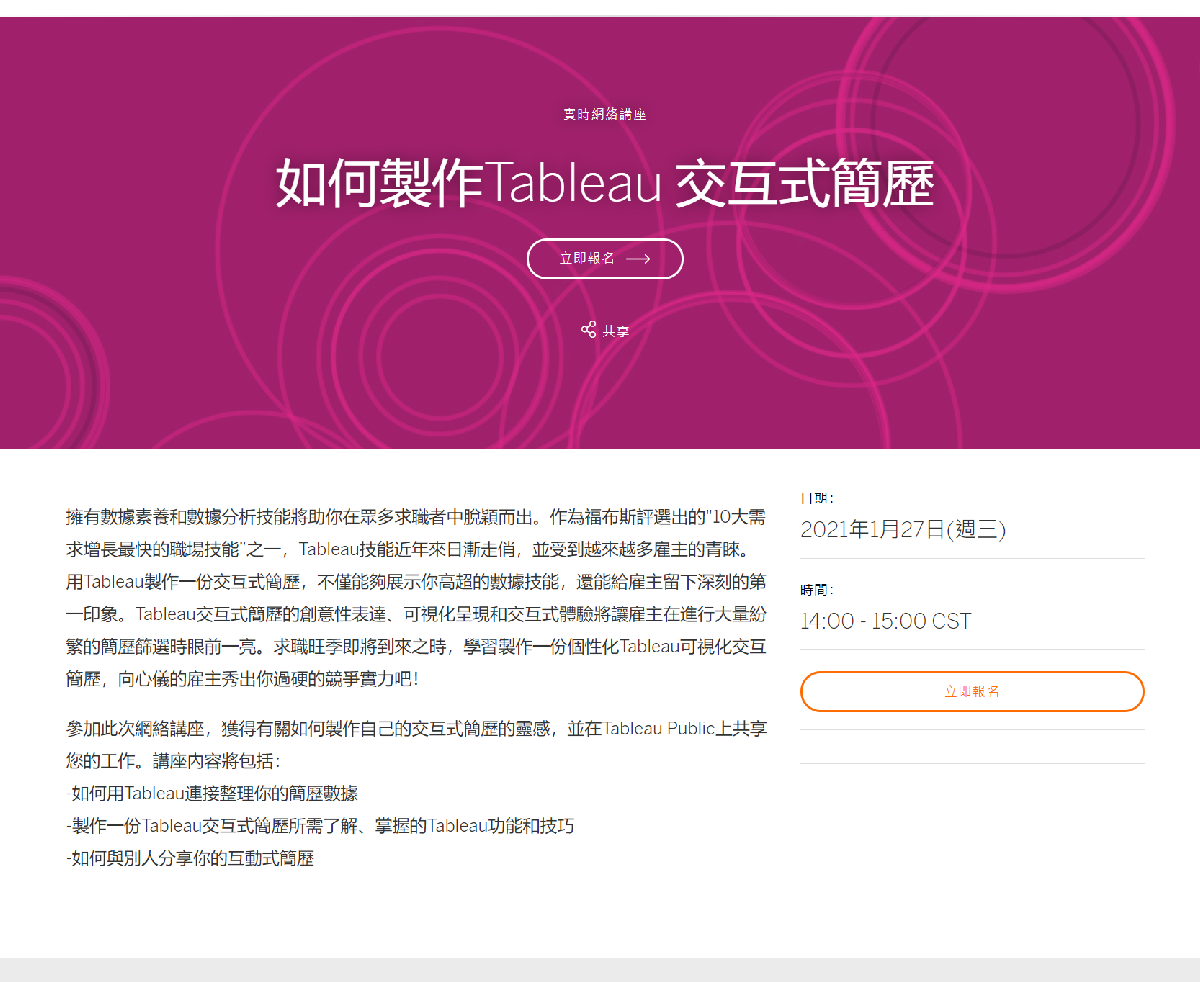 實時網絡講座
如何製作Tableau 交互式簡歷
立即報名
共享
擁有數據素養和數據分析技能將助你在眾多求職者中脫穎而出。作為福布斯評選出的"10大需
求增長最快的職場技能"之一，Tableau技能近年來日漸走俏，並受到越來越多雇主的青睞。
用Tableau製作一份交互式簡歷，不僅能夠展示你高超的數據技能，還能給雇主留下深刻的第
一印象。Tableau交互式簡歷的創意性表達、可視化呈現和交互式體驗將讓雇主在進行大量紛
繁的簡歷篩選時眼前一亮。求職旺季即將到來之時，學習製作一份個性化Tableau可視化交互
簡歷，向心儀的雇主秀出你過硬的競爭實力吧！
參加此次網絡講座，獲得有關如何製作自己的交互式簡歷的靈感，並在Tableau Public上共享
您的工作。講座內容將包括：
-如何用Tableau連接整理你的簡歷數據
-製作一份Tableau交互式簡歷所需了解、掌握的Tableau功能和技巧
-如何與別人分享你的互動式簡歷
日期：
2021年1月27日(週三)
時間：
14:00 - 15:00 CST
立即報名